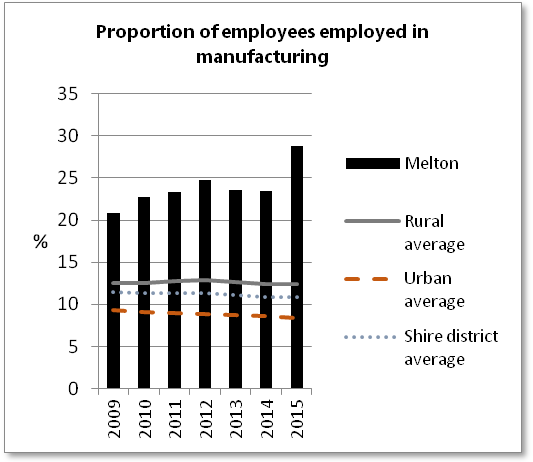 Proportion of employees employed in
manufacturing
35
30
25
20
15
10
5
0
%
2009
2010
2011
2012
2013
2014
2015
Melton
Rural
average
Urban
average
Shire district
average